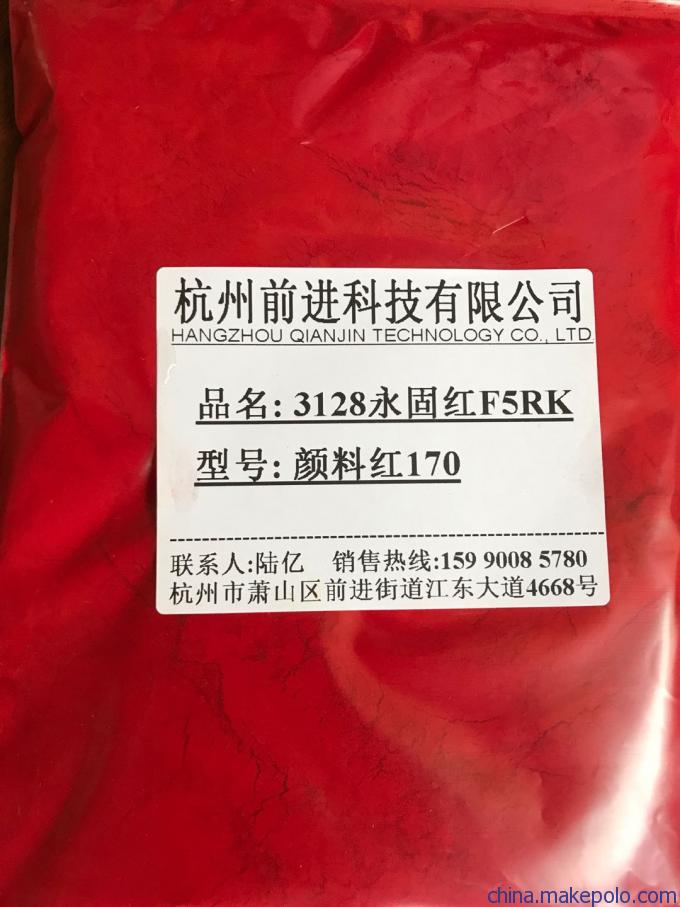 杭州前进科技有限公司
HANGZHOU QIANJIN TECHNOLOGY CO., LTD
品名: 3128永固红F5RK
型号: 颜料红170
联系人:陆亿 销售热线:159 9008 5780
杭州市萧山区前进街道江东大道4668号
china.makepolo.com